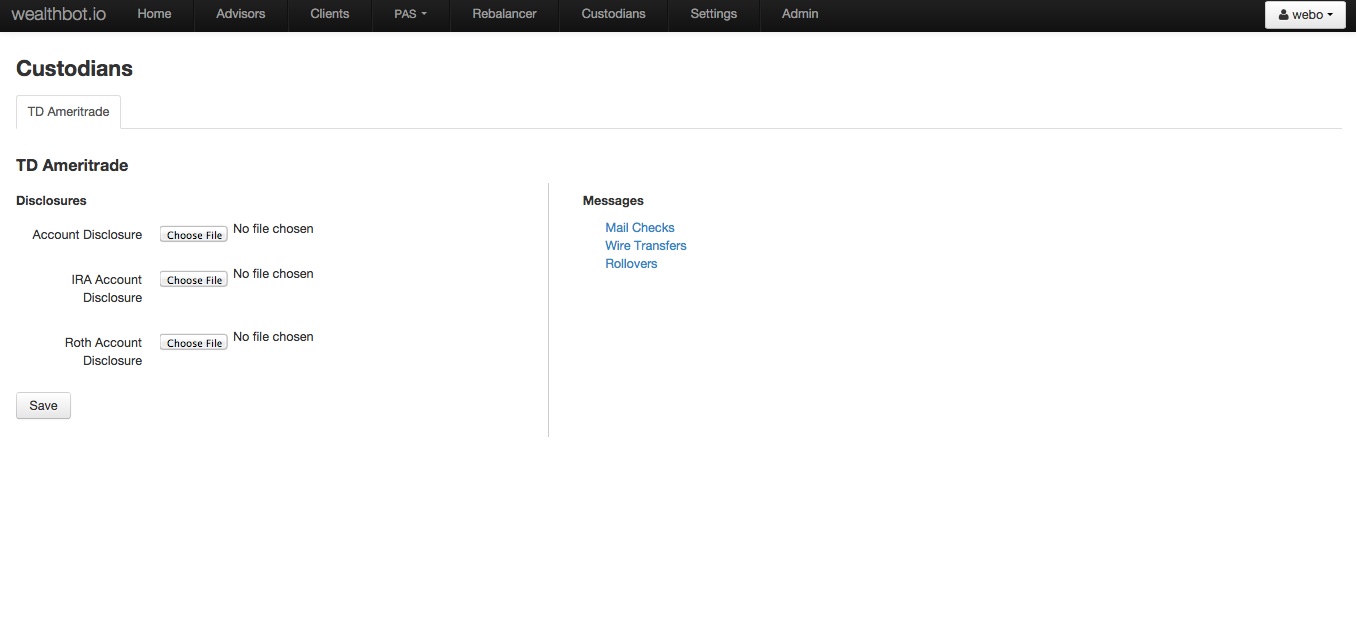 wealthbot.io Home Advisors Clients PAS Rebalancer Custodians Settings Admin webo
Custodians
TD Ameritrade
TD Ameritrade
Disclosures
Account Disclosure Choose File No file chosen
IRA Account
Disclosure
Choose File No file chosen
Roth Account
Disclosure
Choose File No file chosen
Save
Messages
Mail Checks
Wire Transfers
Rollovers